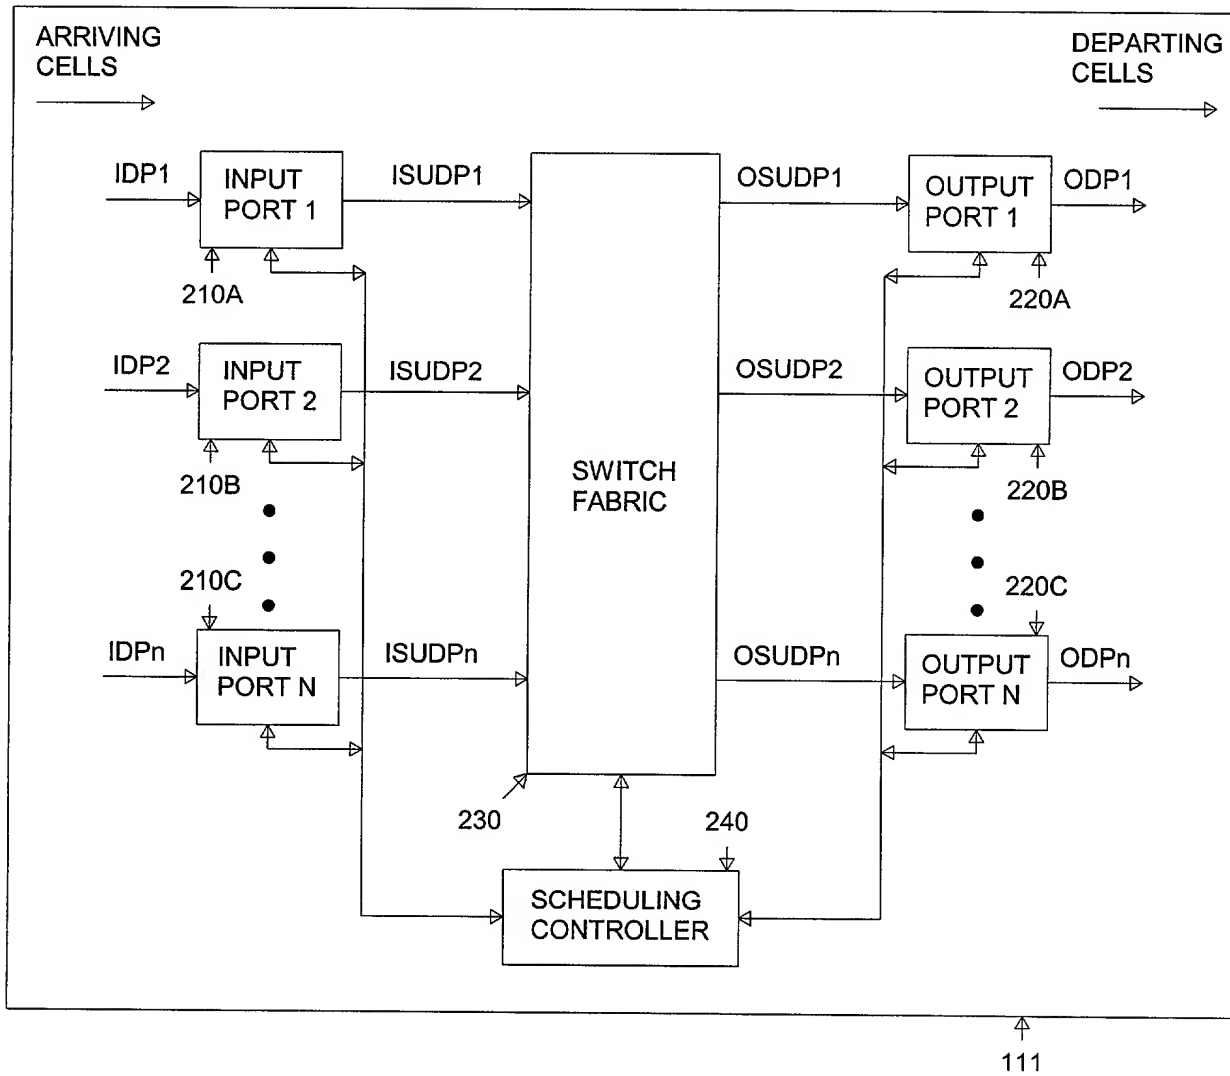 ARRIVING
CELLS
DEPARTING
CELLS
IDP1
INPUT
PORT 1
ISUDP1
OSUDP1
OUTPUT
PORT 1
ODP1
210A
220A
IDP2
INPUT
PORT 2
ISUDP2
OSUDP2
OUTPUT
PORT 2
ODP2
210B
SWITCH
FABRIC
220B
210C
220C
IDPn
INPUT
PORT N
ISUDPn
OSUDPn
OUTPUT
PORT N
ODPn
230
240
SCHEDULING
CONTROLLER
111